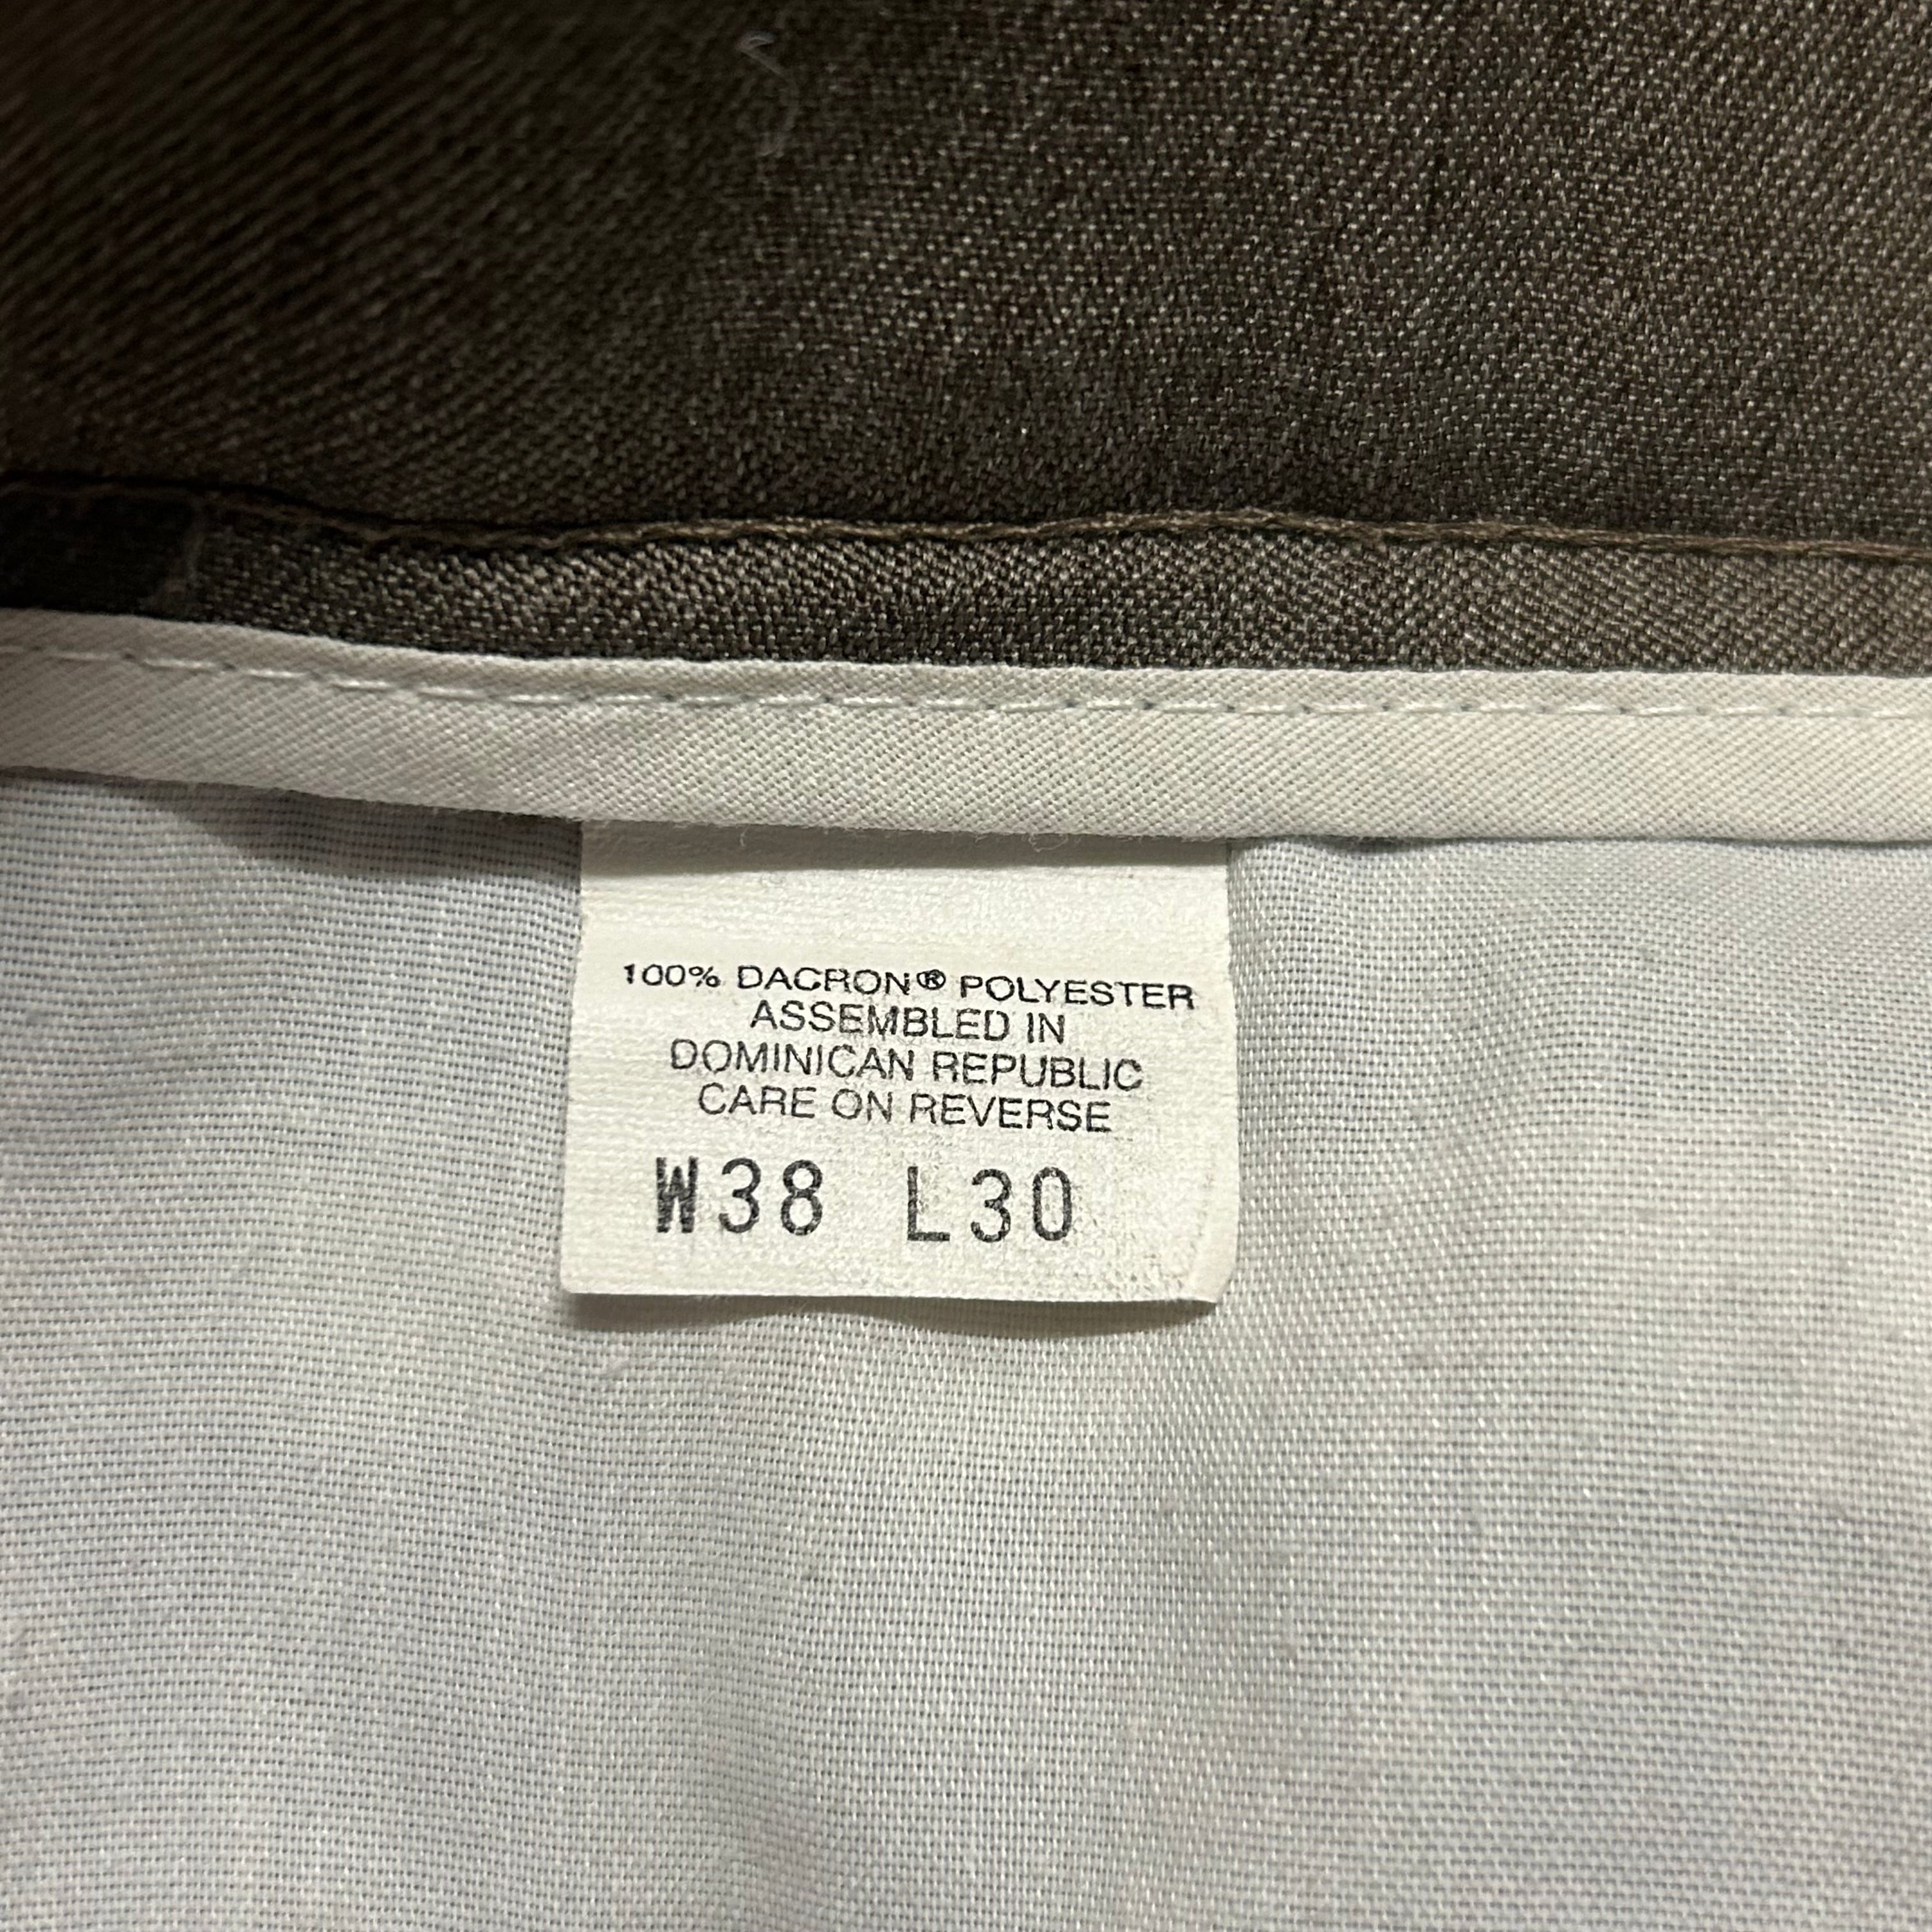 100% DACRON® POLYESTER
ASSEMBLED IN
DOMINICAN REPUBLIC
CARE ON REVERSE
W38 L30